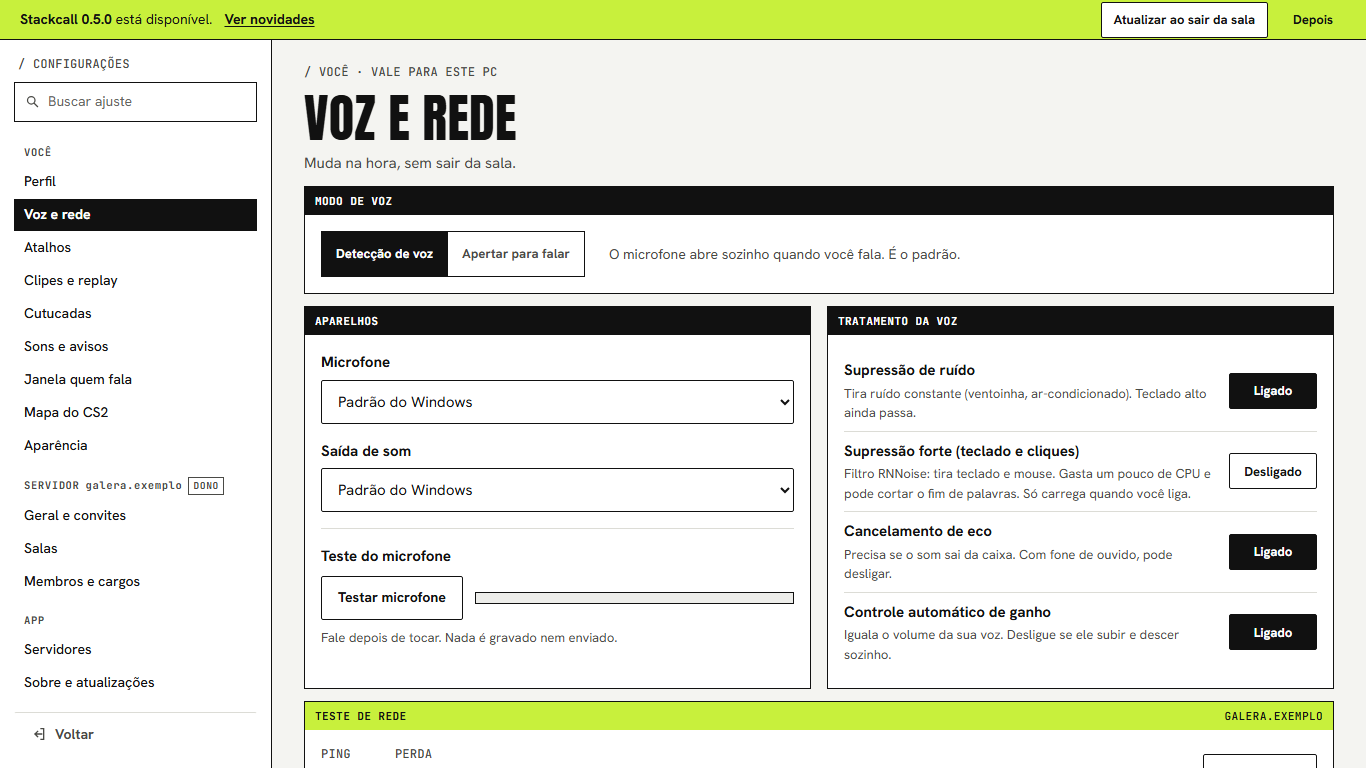 Stackcall 0.5.0 está disponível. Ver novidades
Atualizar ao sair da sala
Depois
/ CONFIGURAÇÕES
Buscar ajuste
VOCÊ
Perfil
Voz e rede
Atalhos
Clipes e replay
Cutucadas
Sons e avisos
Janela quem fala
Mapa do CS2
Aparência
SERVIDOR galera.exemplo DONO
Geral e convites
Salas
Membros e cargos
APP
Servidores
Sobre e atualizações
Voltar
/ VOCÊ · VALE PARA ESTE PC
VOZ E REDE
Muda na hora, sem sair da sala.
MODO DE VOZ
Detecção de voz
Apertar para falar
O microfone abre sozinho quando você fala. É o padrão.
APARELHOS
Microfone
Padrão do Windows
Saída de som
Padrão do Windows
Teste do microfone
Testar microfone
Fale depois de tocar. Nada é gravado nem enviado.
TRATAMENTO DA VOZ
Supressão de ruído
Tira ruído constante (ventoinha, ar-condicionado). Teclado alto
ainda passa.
Ligado
Supressão forte (teclado e cliques)
Filtro RNNoise: tira teclado e mouse. Gasta um pouco de CPU e
pode cortar o fim de palavras. Só carrega quando você liga.
Desligado
Cancelamento de eco
Precisa se o som sai da caixa. Com fone de ouvido, pode
desligar.
Ligado
Controle automático de ganho
Iguala o volume da sua voz. Desligue se ele subir e descer
sozinho.
Ligado
TESTE DE REDE
GALERA.EXEMPLO
PING
PERDA